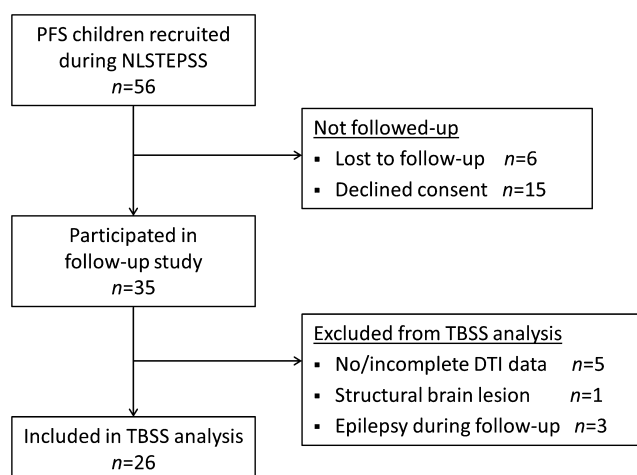 PFS children recruited
during NLSTEPSS
n=56
Not followed-up
▪ Lost to follow-up n=6
▪ Declined consent n=15
Participated in
follow-up study
n=35
Excluded from TBSS analysis
▪ No/incomplete DTI data n=5
▪ Structural brain lesion n=1
▪ Epilepsy during follow-up n=3
Included in TBSS analysis
n=26